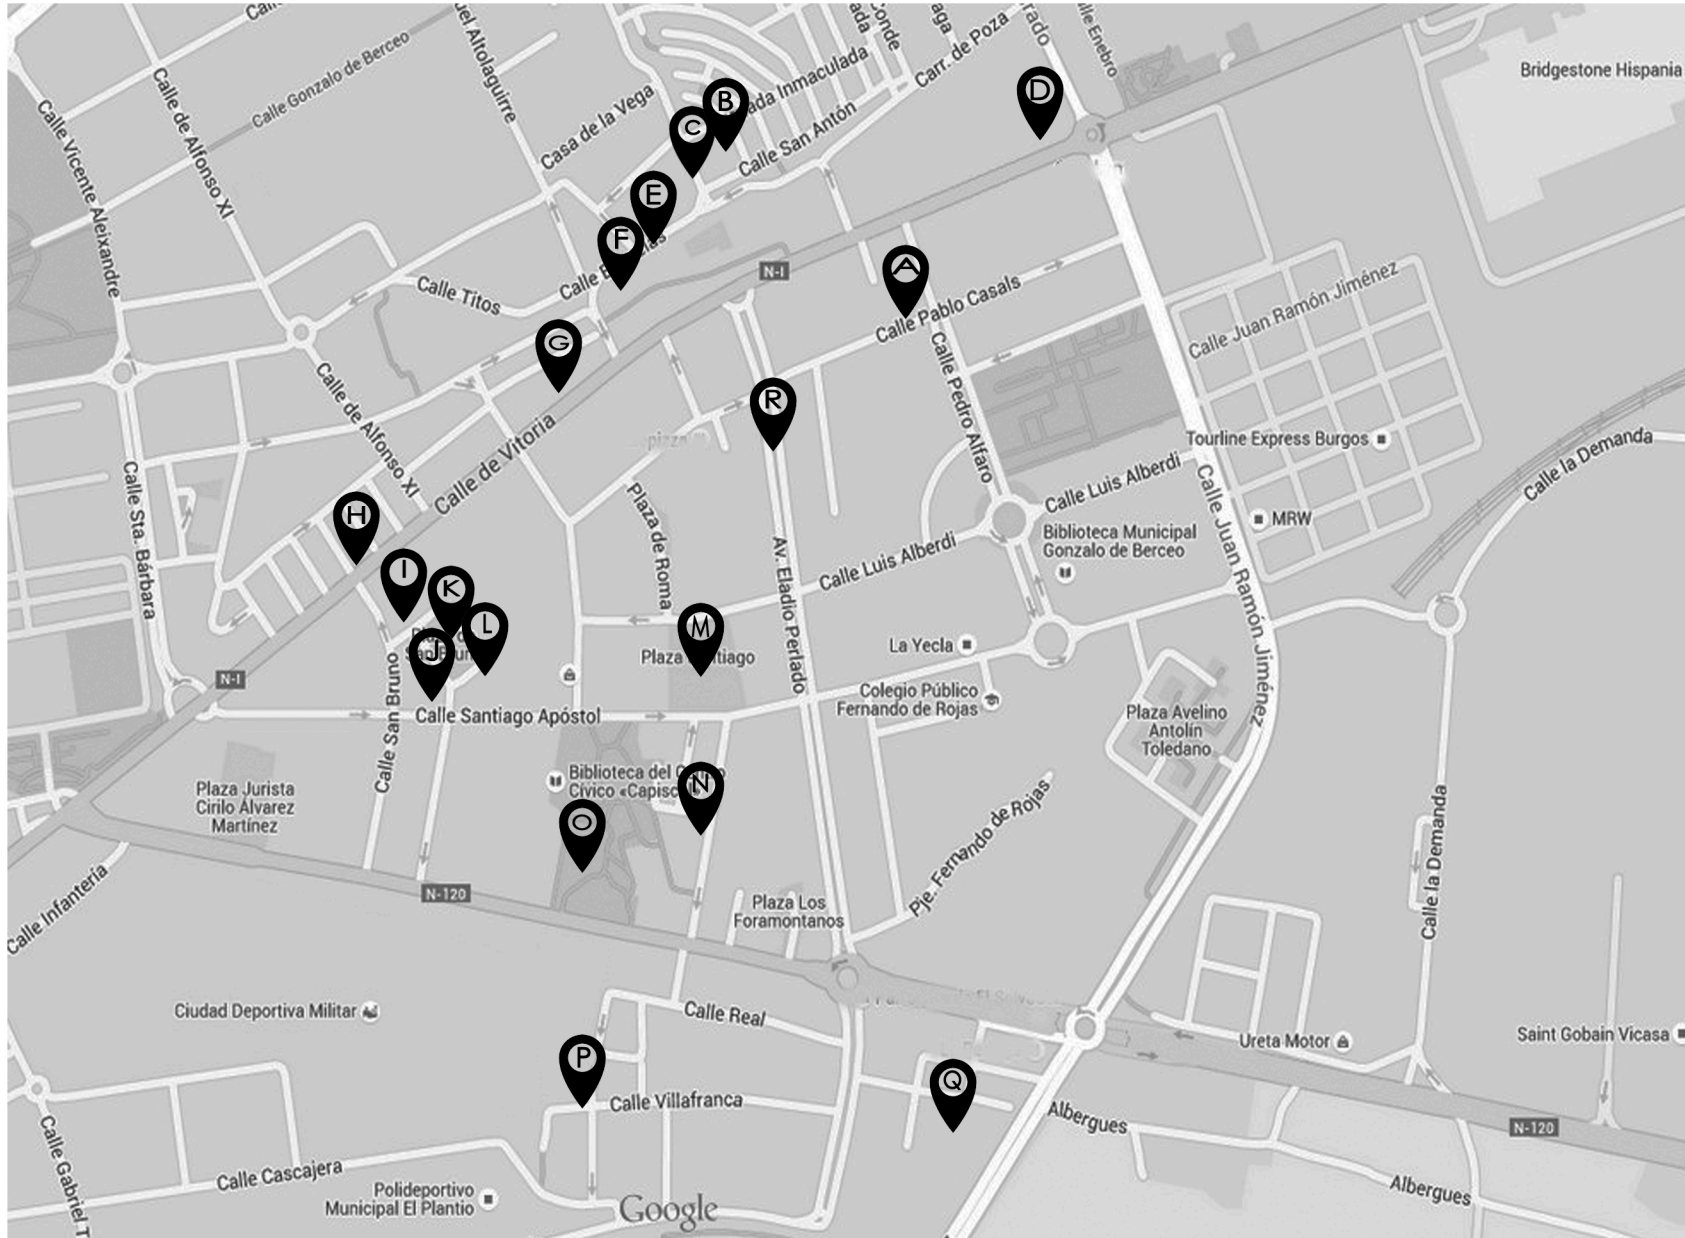 Calle Gonzalo de Berceo
Calle Vicente Aleixandre
Calle de Alfonso XI
Casa de la Vega
Carr. de Poza
Calle San Antón
Bridgestone Hispania
B
C
D
E
F
A
G
N-I
Calle Titos
Calle Pablo Casals
Calle Juan Ramón Jiménez
Calle Pedro Alfaro
Calle de Alfonso XI
R
Calle de Vitoria
Tourline Express Burgos
Calle la Demanda
Calle Luis Alberdi
Calle Juan Ramón Jiménez
Calle Sta. Bárbara
Plaza de Roma
H
MRW
Biblioteca Municipal
Gonzalo de Berceo
Av. Eladio Perlado
Calle Luis Alberdi
I
K
L
J
M
La Yecla
N-I
Calle San Bruno
Colegio Público
Fernando de Rojas
Calle Santiago Apóstol
Plaza Avelino
Antolín
Toledano
Plaza Jurista
Cirilo Álvarez
Martínez
Biblioteca del
Cívico
N
O
Pje. Fernando de Rojas
Calle la Demanda
N-120
Calle Infantería
Plaza Los
Foramontanos
Ciudad Deportiva Militar
Calle Real
Ureta Motor
Saint Gobain Vicasa
P
Q
Calle Villafranca
Albergues
N-120
Calle Gabriel T
Calle Cascajera
Polideportivo
Municipal El Plantio
Google
Albergues